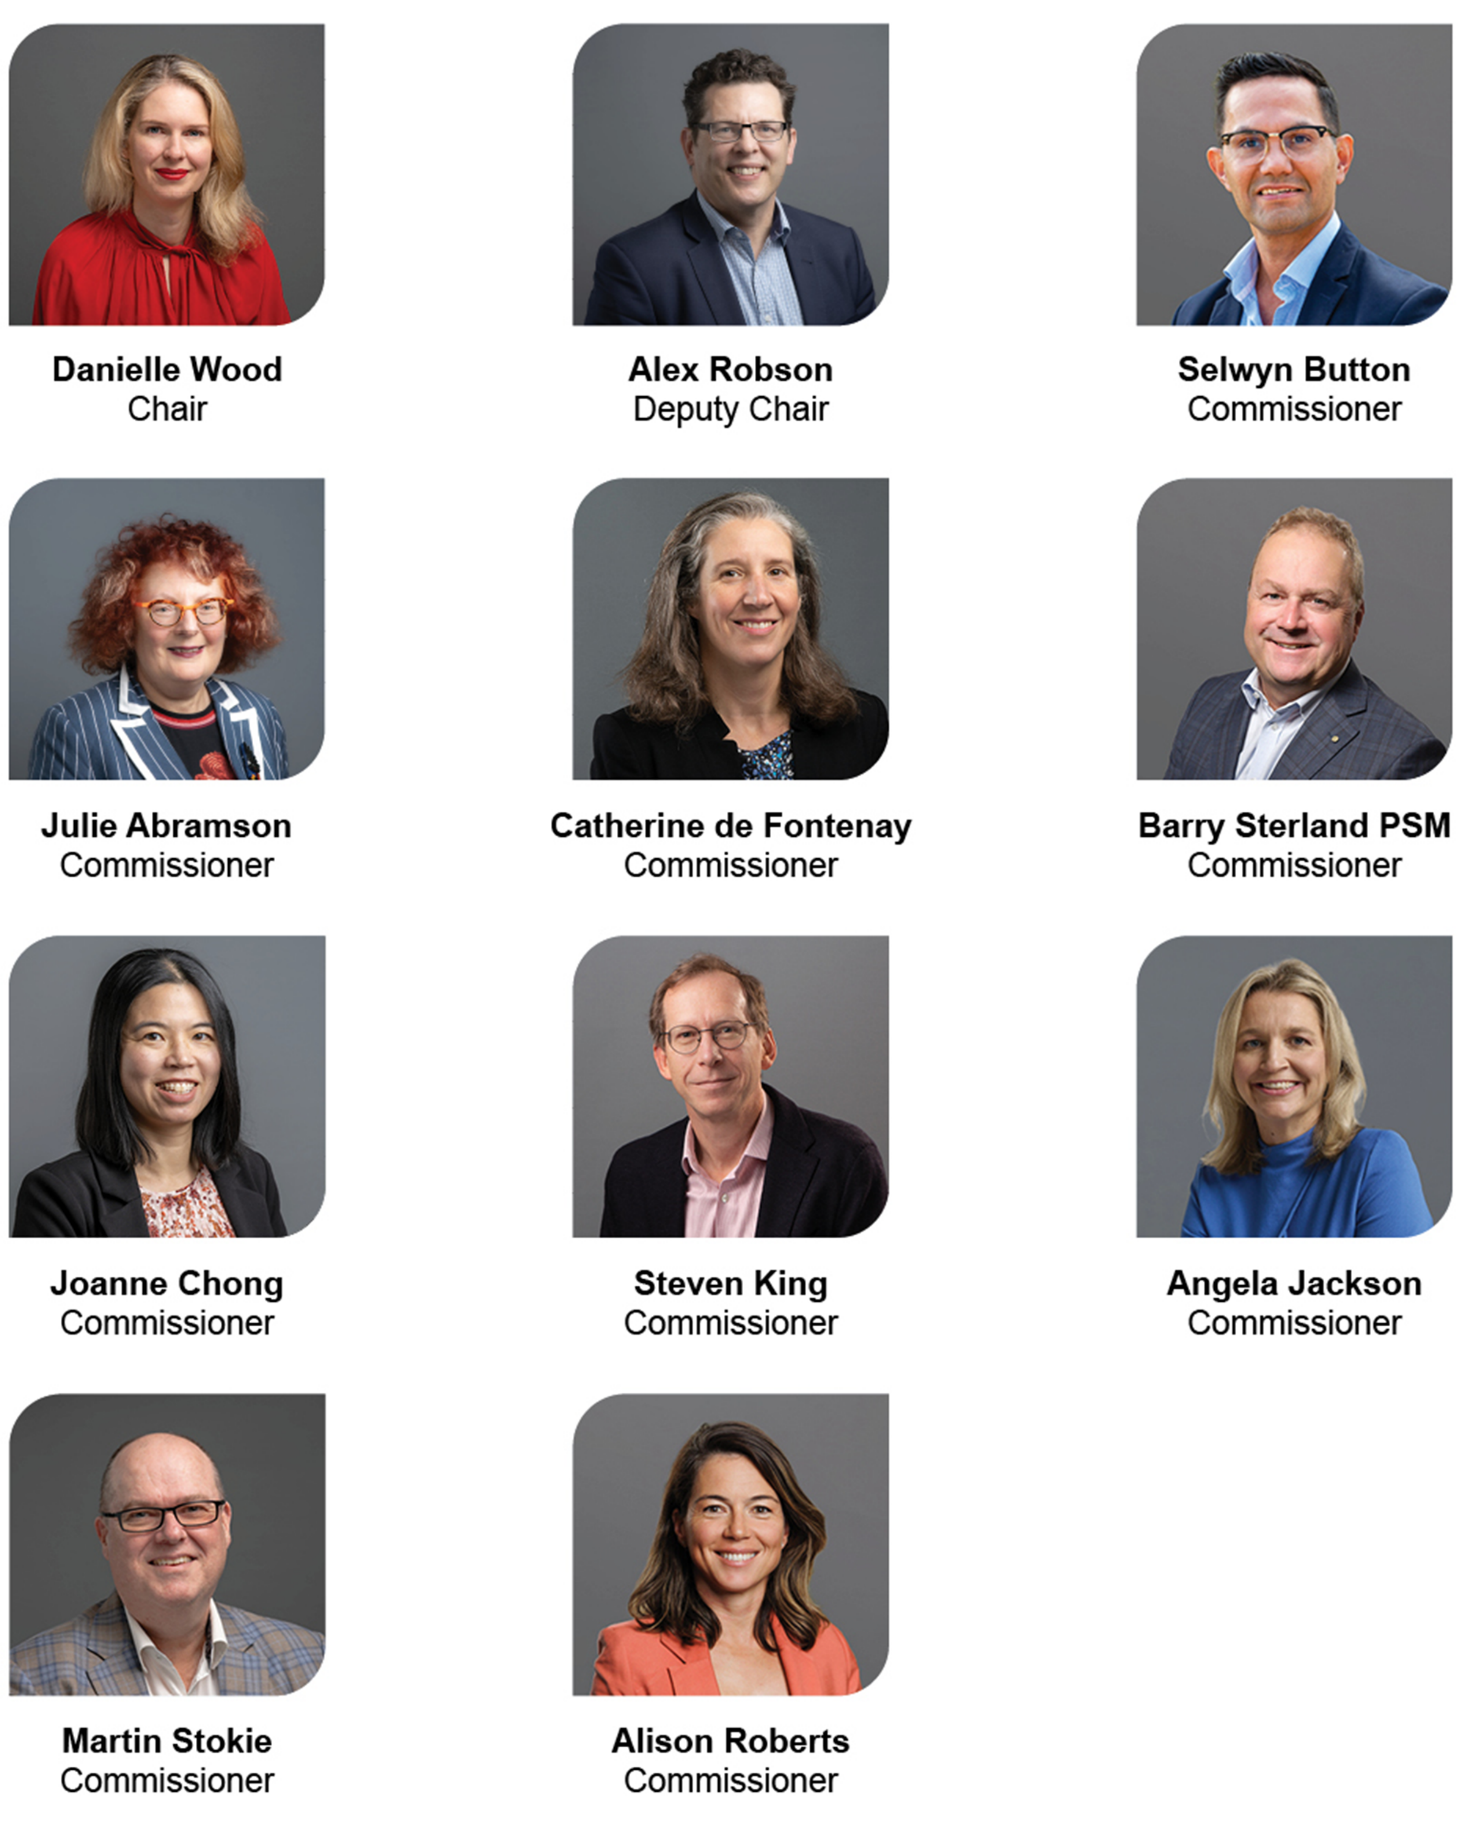 Danielle Wood
Chair
Alex Robson
Deputy Chair
Selwyn Button
Commissioner
Julie Abramson
Commissioner
Catherine de Fontenay
Commissioner
Barry Sterland PSM
Commissioner
Joanne Chong
Commissioner
Steven King
Commissioner
Angela Jackson
Commissioner
Martin Stokie
Commissioner
Alison Roberts
Commissioner